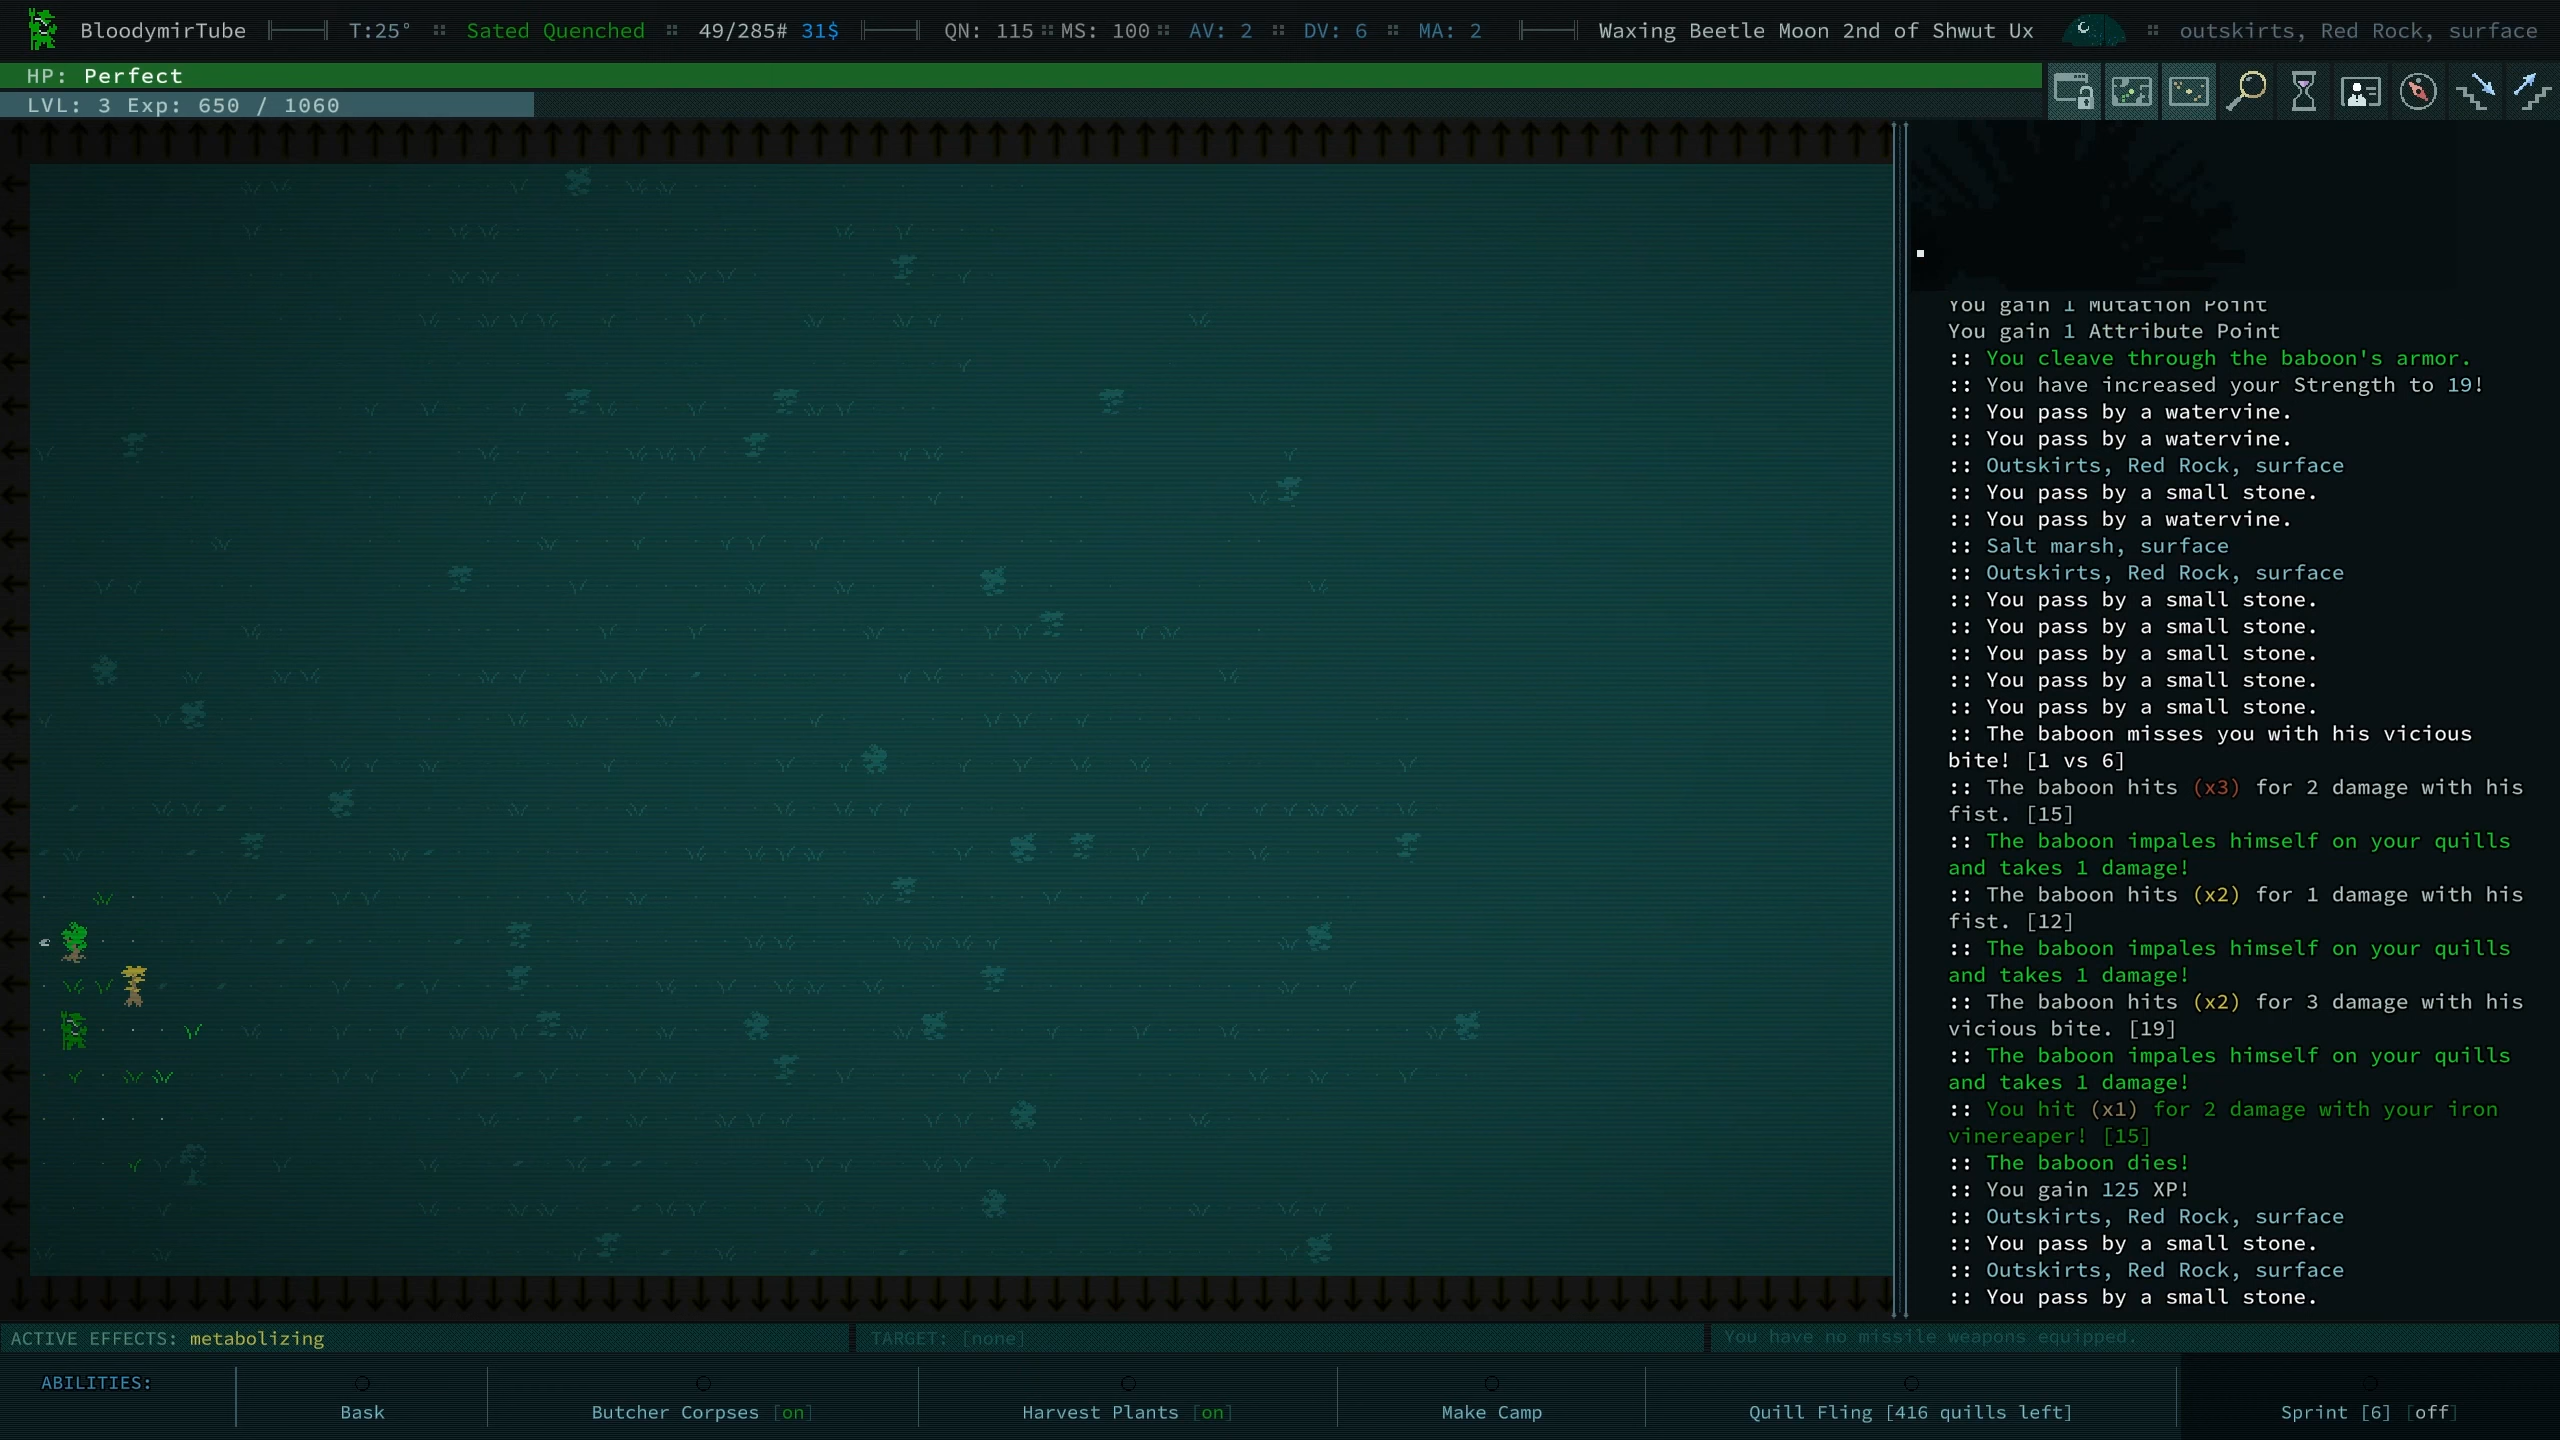 BloodymirTube T:25° :: Sated Quenched :: 49/285# 31$ QN: 115 :: MS: 100 :: AV: 2 :: DV: 6 :: MA: 2 Waxing Beetle Moon 2nd of Shwut Ux :: outskirts, Red Rock, surface
HP: Perfect
LVL: 3 Exp: 650 / 1060
You gain 1 Mutation Point
You gain 1 Attribute Point
:: You cleave through the baboon's armor.
:: You have increased your Strength to 19!
:: You pass by a watervine.
:: You pass by a watervine.
:: Outskirts, Red Rock, surface
:: You pass by a small stone.
:: You pass by a watervine.
:: Salt marsh, surface
:: Outskirts, Red Rock, surface
:: You pass by a small stone.
:: You pass by a small stone.
:: You pass by a small stone.
:: You pass by a small stone.
:: You pass by a small stone.
:: The baboon misses you with his vicious
bite! [1 vs 6]
:: The baboon hits (x3) for 2 damage with his
fist. [15]
:: The baboon impales himself on your quills
and takes 1 damage!
:: The baboon hits (x2) for 1 damage with his
fist. [12]
:: The baboon impales himself on your quills
and takes 1 damage!
:: The baboon hits (x2) for 3 damage with his
vicious bite. [19]
:: The baboon impales himself on your quills
and takes 1 damage!
:: You hit (x1) for 2 damage with your iron
vinereaper! [15]
:: The baboon dies!
:: You gain 125 XP!
:: Outskirts, Red Rock, surface
:: You pass by a small stone.
:: Outskirts, Red Rock, surface
:: You pass by a small stone.
ACTIVE EFFECTS: metabolizing
TARGET: [none]
You have no missile weapons equipped.
ABILITIES:
Bask
Butcher Corpses [on]
Harvest Plants [on]
Make Camp
Quill Fling [416 quills left]
Sprint [6] [off]